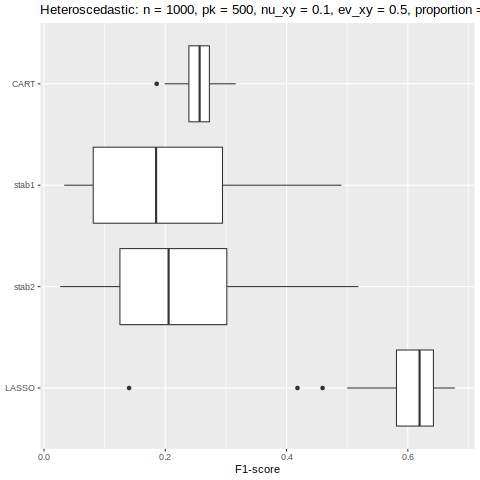 Heteroscedastic: n = 1000, pk = 500, nu_xy = 0.1, ev_xy = 0.5, proportion =
CART
stab1
stab2
LASSO
0.0 0.2 0.4 0.6
F1-score